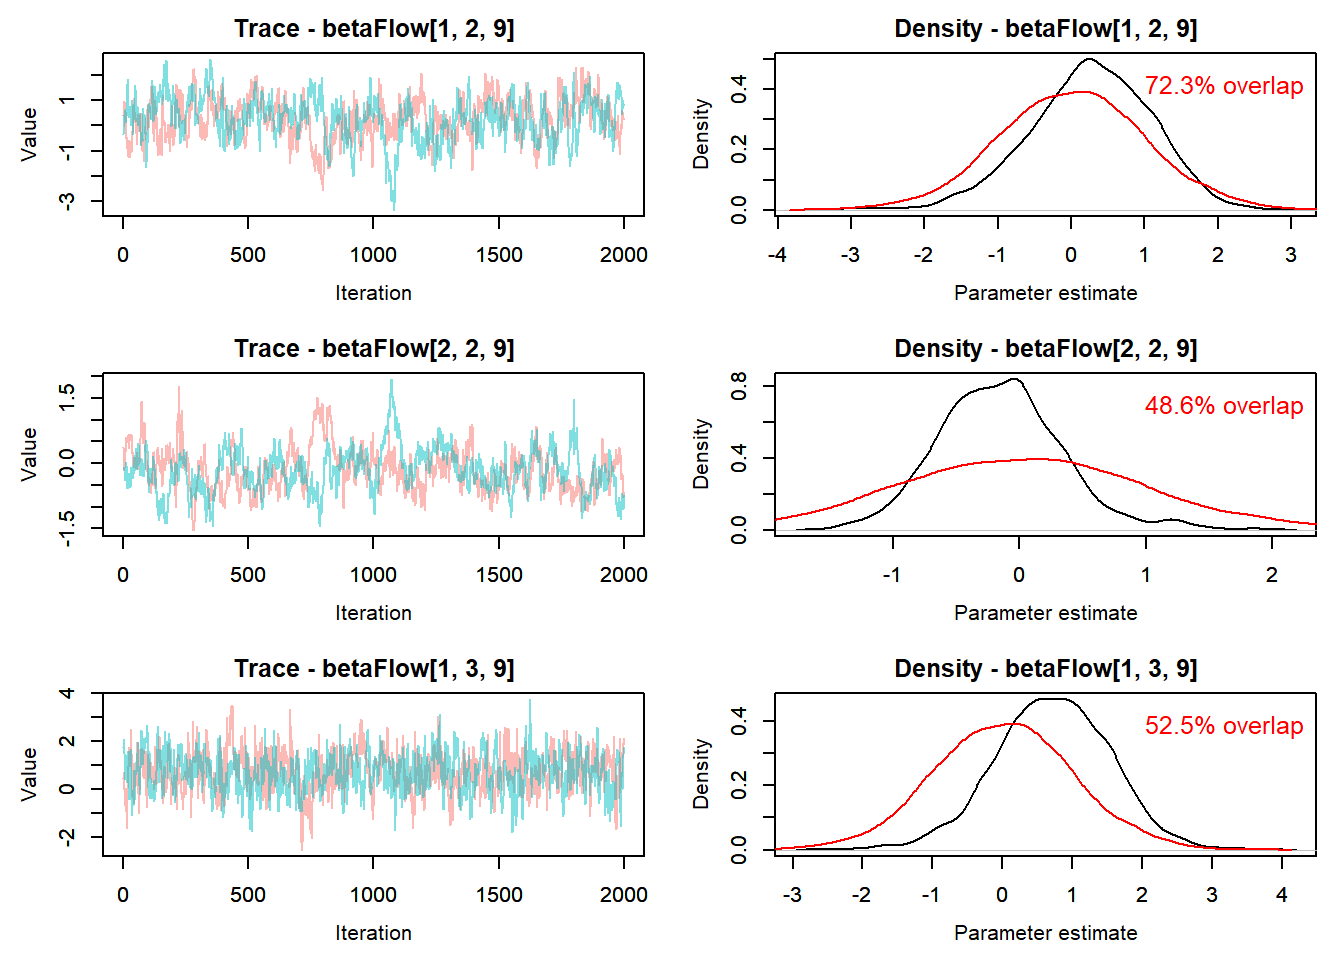 Trace - betaFlow[1, 2, 9]
Value
1
-1
-3
0 500 1000 1500 2000
Iteration
Density - betaFlow[1, 2, 9]
72.3% overlap
Density
0.4
0.2
0.0
-4 -3 -2 -1 0 1 2 3
Parameter estimate
Trace - betaFlow[2, 2, 9]
Value
1.5
0.0
-1.5
0 500 1000 1500 2000
Iteration
Density - betaFlow[2, 2, 9]
48.6% overlap
Density
0.8
0.4
0.0
-1 0 1 2
Parameter estimate
Trace - betaFlow[1, 3, 9]
Value
4
2
0
-2
0 500 1000 1500 2000
Iteration
Density - betaFlow[1, 3, 9]
52.5% overlap
Density
0.4
0.2
0.0
-3 -2 -1 0 1 2 3 4
Parameter estimate